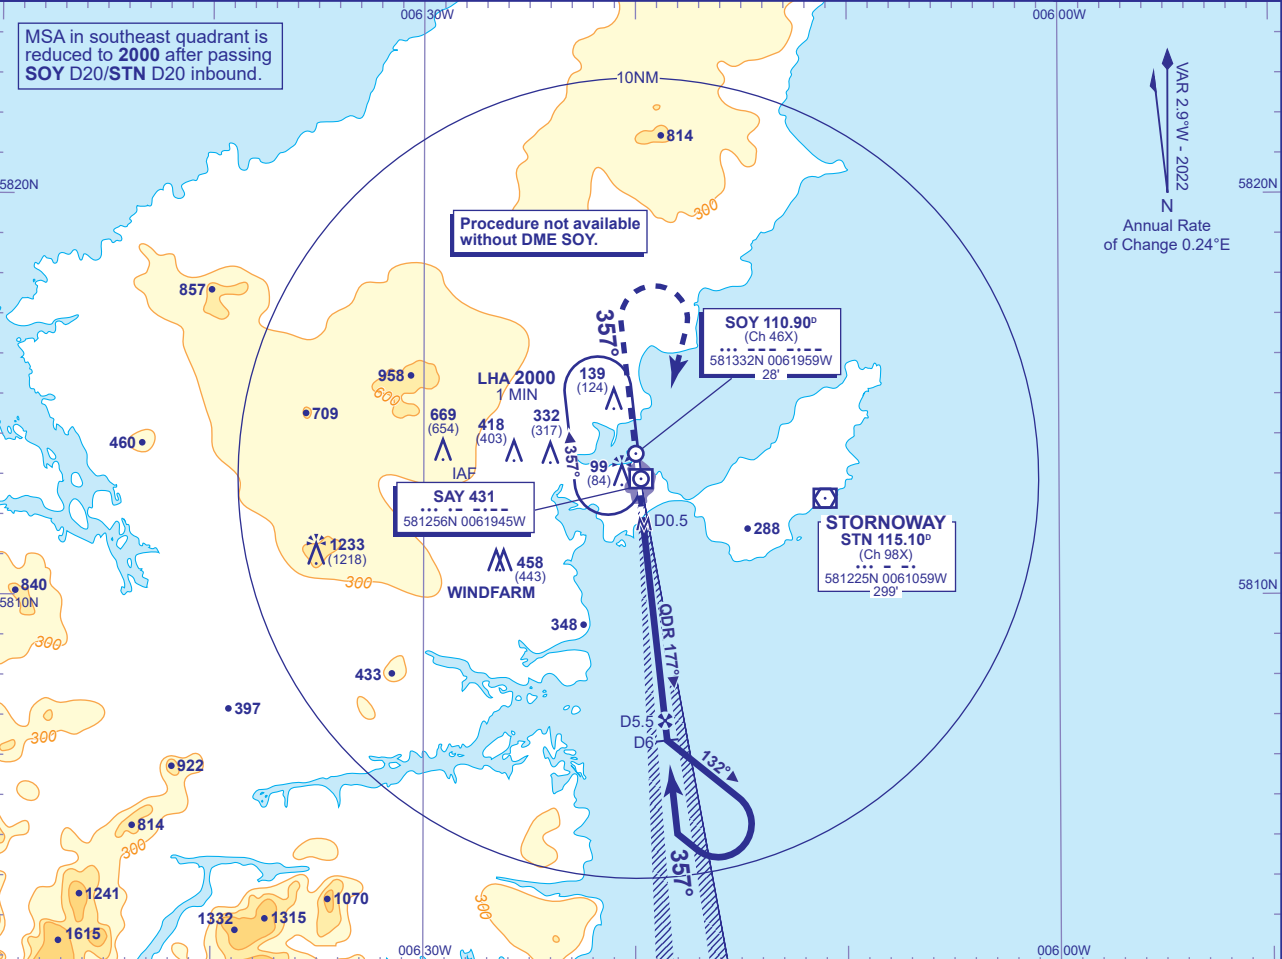 006 30W
006 00W
MSA in southeast quadrant is
reduced to 2000 after passing
SOY D20/STN D20 inbound.
10NM
VAR 2.9°W - 2022
814
5820N
5820N
N
300
Annual Rate
of Change 0.24°E
Procedure not available
without DME SOY.
857
357°
SOY 110.90D
(Ch 46X)
··· --- -·--
581332N 0061959W
28'
958
600
LHA 2000
1 MIN
139
(124)
709
669
(654)
418
(403)
332
(317)
460
357°
IAF
99
(84)
SAY 431
··· ·- -·--
581256N 0061945W
D0.5
288
STORNOWAY
STN 115.10D
(Ch 98X)
··· - -·
581225N 0061059W
299'
1233
(1218)
458
(443)
WINDFARM
300
840
5810N
5810N
300
348
QDR 177°
433
397
D5.5
D6
300
132°
922
814
300
357°
1241
1070
300
1332
1315
1615
006 30W
006 00W